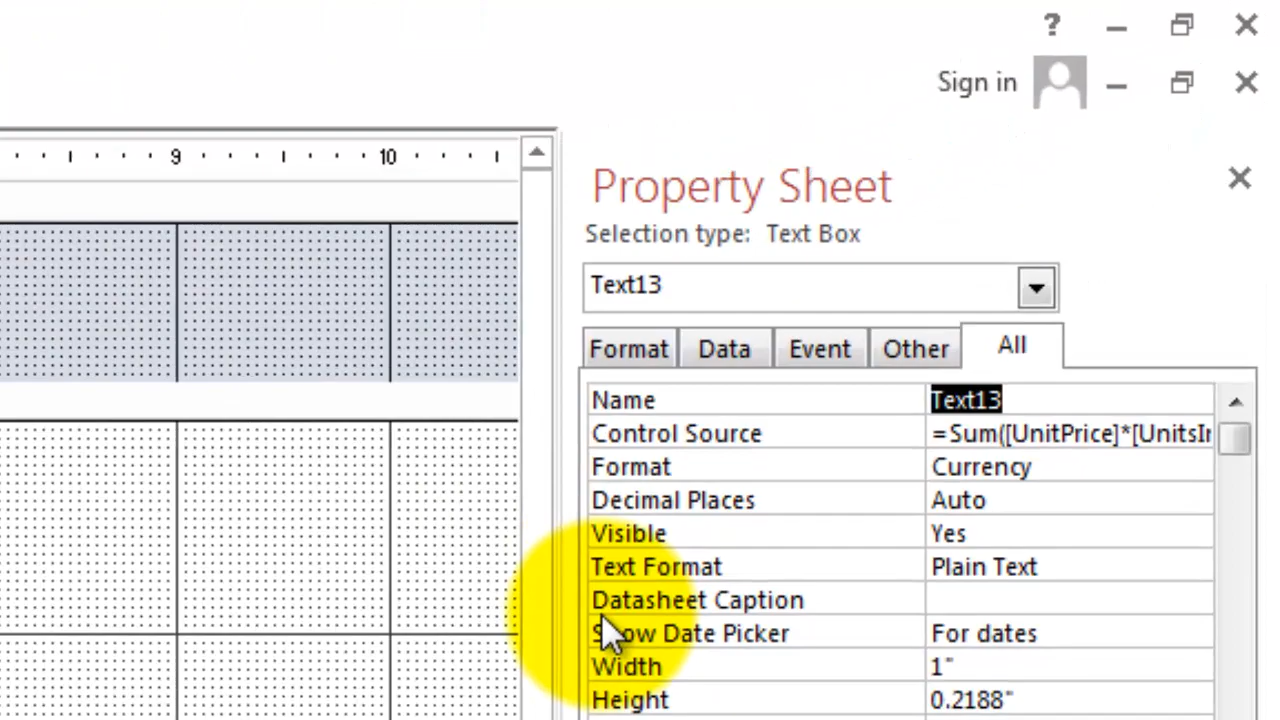 ?
Sign in
9 10
Property Sheet
Selection type: Text Box
Text13
Format Data Event Other All
Name Text13
Control Source =Sum([UnitPrice]*[UnitsIn
Format Currency
Decimal Places Auto
Visible Yes
Text Format Plain Text
Datasheet Caption
Show Date Picker For dates
Width 1"
Height 0.2188"